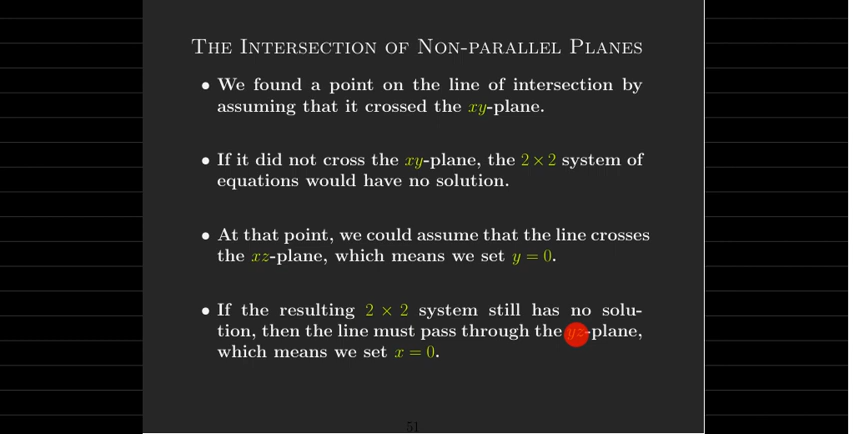 The Intersection of Non-parallel Planes
• We found a point on the line of intersection by
assuming that it crossed the xy-plane.
• If it did not cross the xy-plane, the 2 × 2 system of
equations would have no solution.
• At that point, we could assume that the line crosses
the xz-plane, which means we set y = 0.
• If the resulting 2 × 2 system still has no solu-
tion, then the line must pass through the yz-plane,
which means we set x = 0.
51